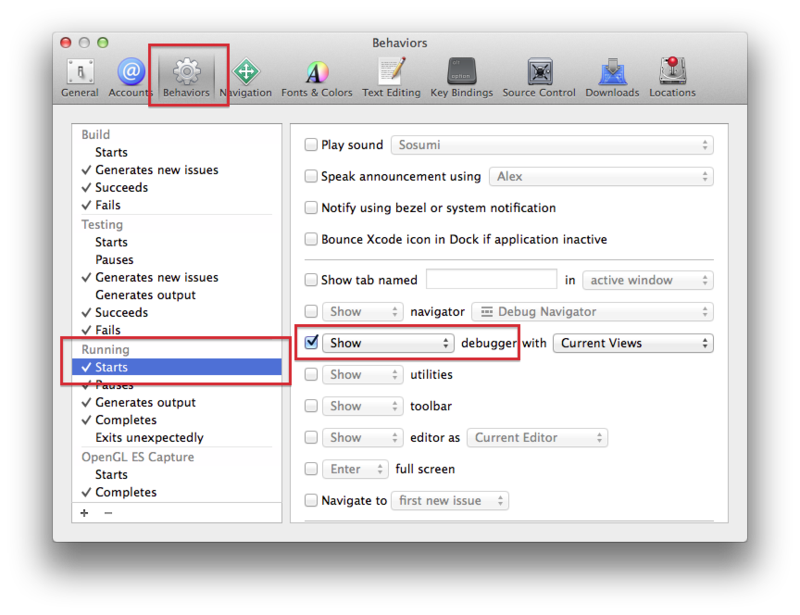 Behaviors
General Accounts Behaviors Navigation Fonts & Colors Text Editing Key Bindings Source Control Downloads Locations
option
Build
Starts
Generates new issues
Succeeds
Fails
Testing
Starts
Pauses
Generates new issues
Generates output
Succeeds
Fails
Running
Starts
Pauses
Generates output
Completes
Exits unexpectedly
OpenGL ES Capture
Starts
Completes
+ −
Play sound Sosumi
Speak announcement using Alex
Notify using bezel or system notification
Bounce Xcode icon in Dock if application inactive
Show tab named in active window
Show navigator Debug Navigator
Show debugger with Current Views
Show utilities
Show toolbar
Show editor as Current Editor
Enter full screen
Navigate to first new issue